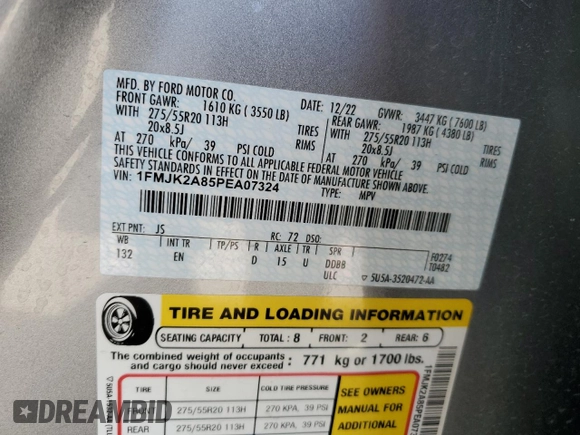 MFD. BY FORD MOTOR CO.
DATE: 12/22 GVWR: 3447 KG ( 7600 LB)
FRONT GAWR: 1610 KG ( 3550 LB) REAR GAWR: 1987 KG ( 4380 LB)
WITH 275/55R20 113H TIRES WITH 275/55R20 113H TIRES
20x8.5J RIMS 20x8.5J RIMS
AT 270 kPa/ 39 PSI COLD AT 270 kPa/ 39 PSI COLD
THIS VEHICLE CONFORMS TO ALL APPLICABLE FEDERAL MOTOR VEHICLE
SAFETY STANDARDS IN EFFECT ON THE DATE OF MANUFACTURE SHOWN ABOVE.
VIN: 1FMJK2A85PEA07324
TYPE: MPV
EXT PNT: JS RC: 72 DSO:
WB INT TR TP/PS R AXLE TR SPR F0274
132 EN D 15 U DDBB T0482
ULC 5U5A-3520472-AA
TIRE AND LOADING INFORMATION
SEATING CAPACITY TOTAL: 8 FRONT: 2 REAR: 6
The combined weight of occupants
and cargo should never exceed: 771 kg or 1700 lbs.
TIRE SIZE COLD TIRE PRESSURE SEE OWNERS
FRONT 275/55R20 113H 270 KPA, 39 PSI MANUAL FOR
REAR 275/55R20 113H 270 KPA, 39 PSI ADDITIONAL
DREAMBID